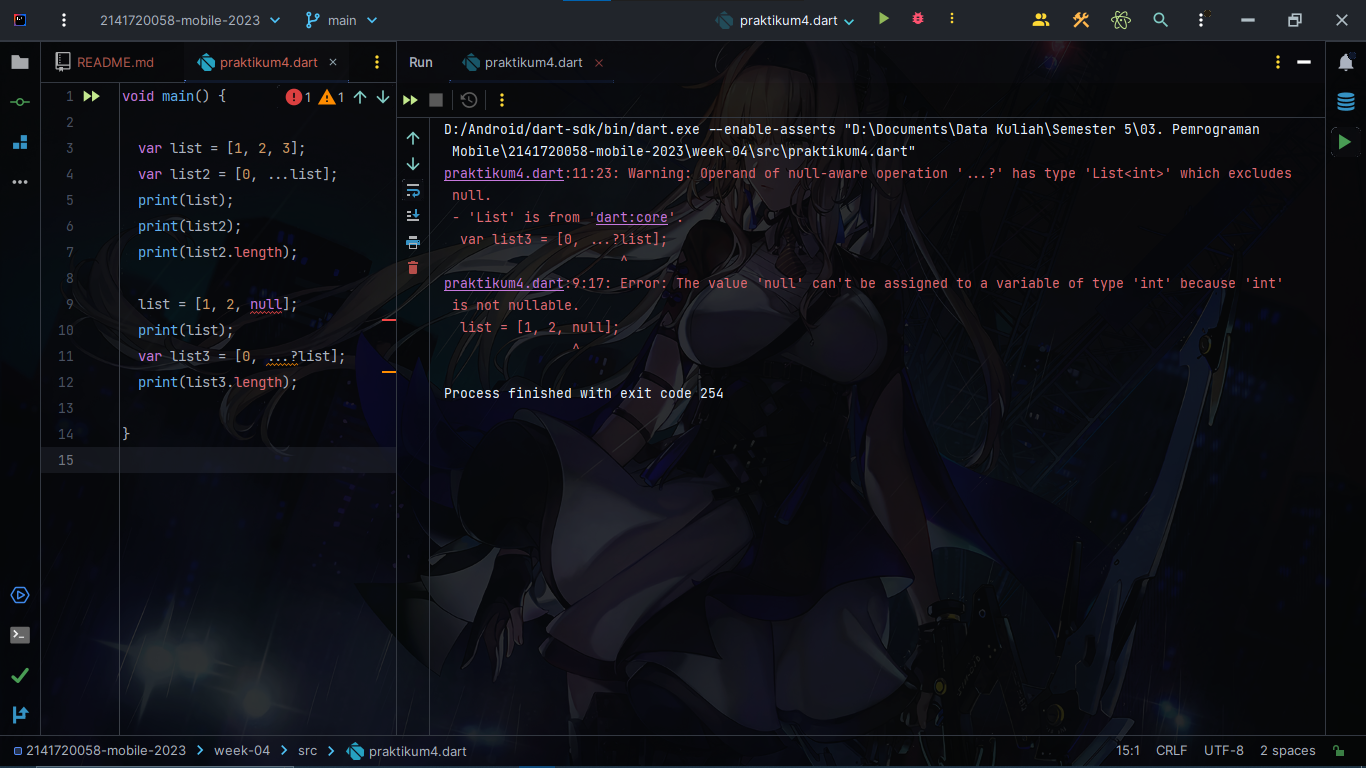 2141720058-mobile-2023
main
praktikum4.dart
README.md
praktikum4.dart
Run
praktikum4.dart
1
1
1 void main() {
2
3 var list = [1, 2, 3];
4 var list2 = [0, ...list];
5 print(list);
6 print(list2);
7 print(list2.length);
8
9 list = [1, 2, null];
10 print(list);
11 var list3 = [0, ...?list];
12 print(list3.length);
13
14 }
15
D:/Android/dart-sdk/bin/dart.exe --enable-asserts "D:\Documents\Data Kuliah\Semester 5\03. Pemrograman
Mobile\2141720058-mobile-2023\week-04\src\praktikum4.dart"
praktikum4.dart:11:23: Warning: Operand of null-aware operation '...?' has type 'List<int>' which excludes
null.
- 'List' is from 'dart:core'.
var list3 = [0, ...?list];
^
praktikum4.dart:9:17: Error: The value 'null' can't be assigned to a variable of type 'int' because 'int'
is not nullable.
list = [1, 2, null];
^
Process finished with exit code 254
2141720058-mobile-2023 > week-04 > src > praktikum4.dart
15:1 CRLF UTF-8 2 spaces